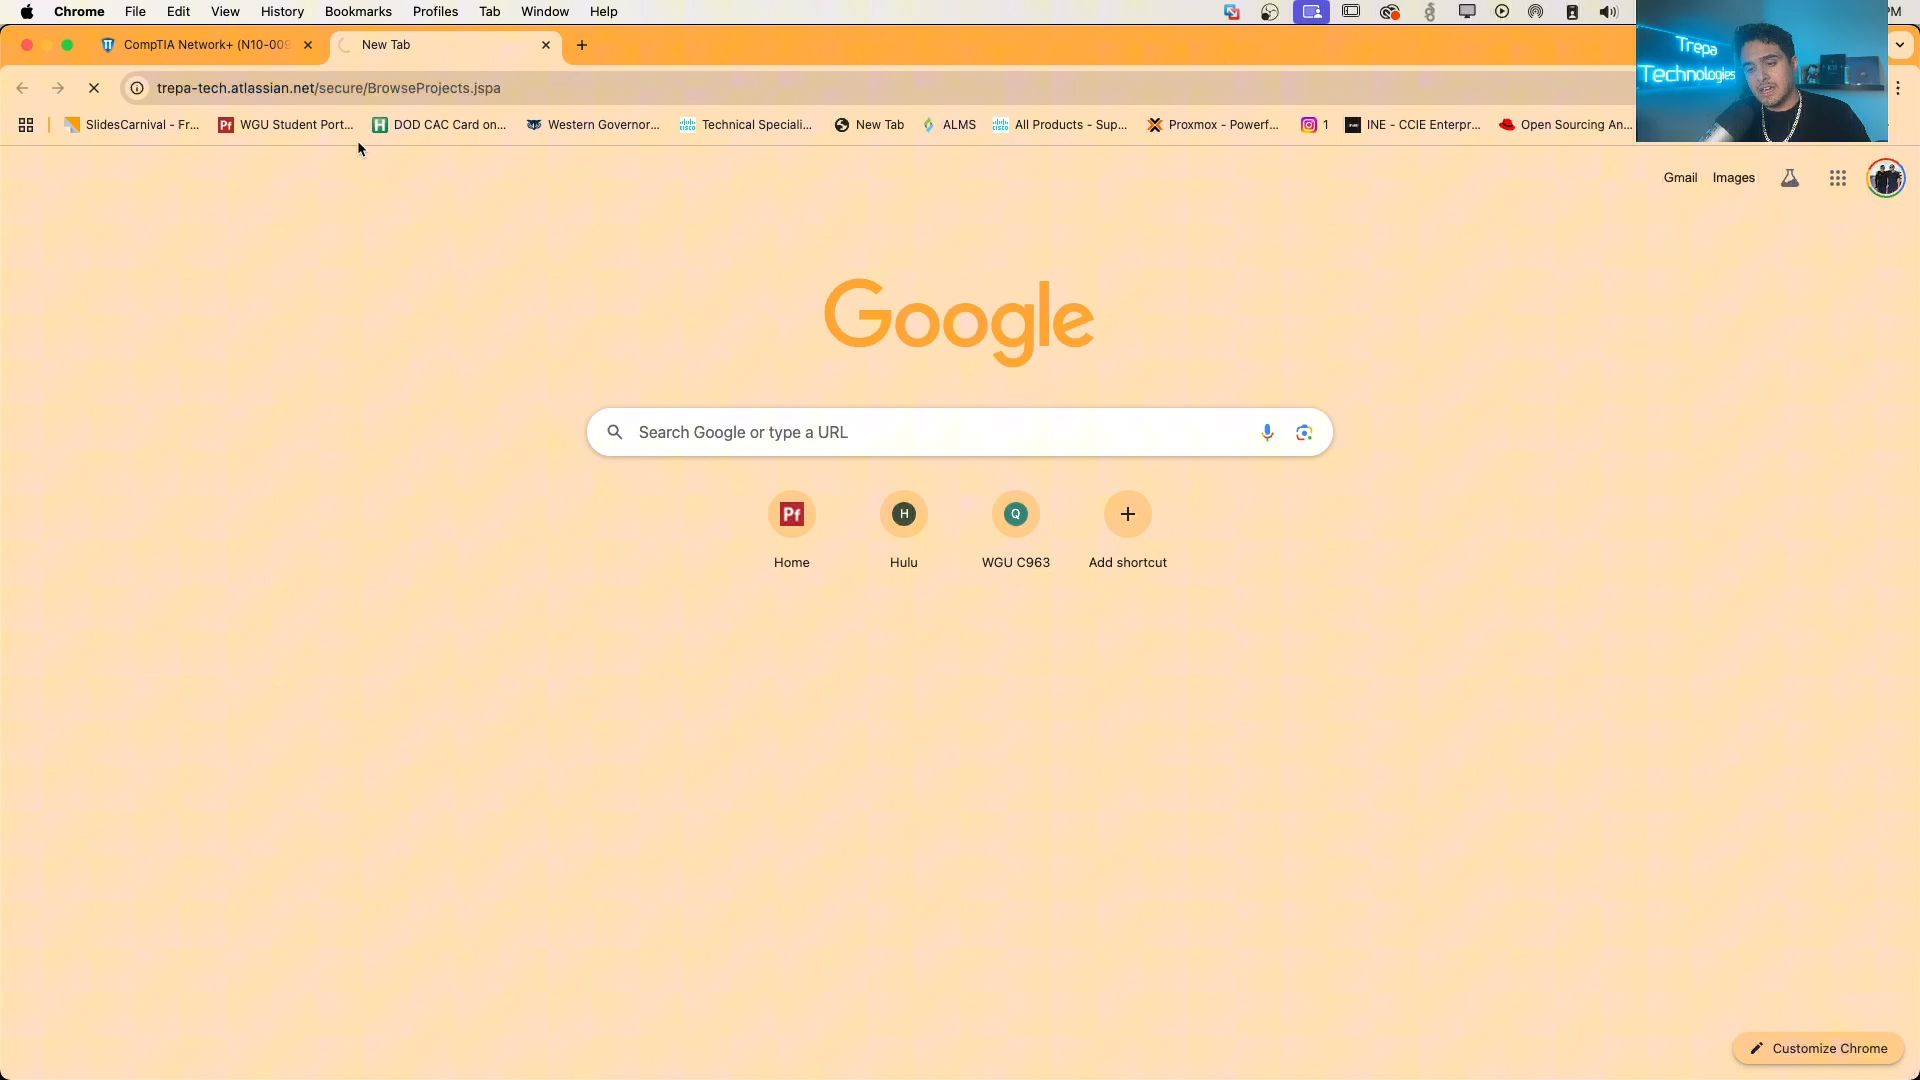 Chrome File Edit View History Bookmarks Profiles Tab Window Help
PM
CompTIA Network+ (N10-009
New Tab
trepa-tech.atlassian.net/secure/BrowseProjects.jspa
SlidesCarnival - Fr...
WGU Student Port...
DOD CAC Card on...
Western Governor...
Technical Speciali...
New Tab
ALMS
All Products - Sup...
Proxmox - Powerf...
1
INE - CCIE Enterpr...
Open Sourcing An...
Trepa
Technologies
Gmail Images
Google
Search Google or type a URL
Pf
H
Q
Home
Hulu
WGU C963
Add shortcut
Customize Chrome